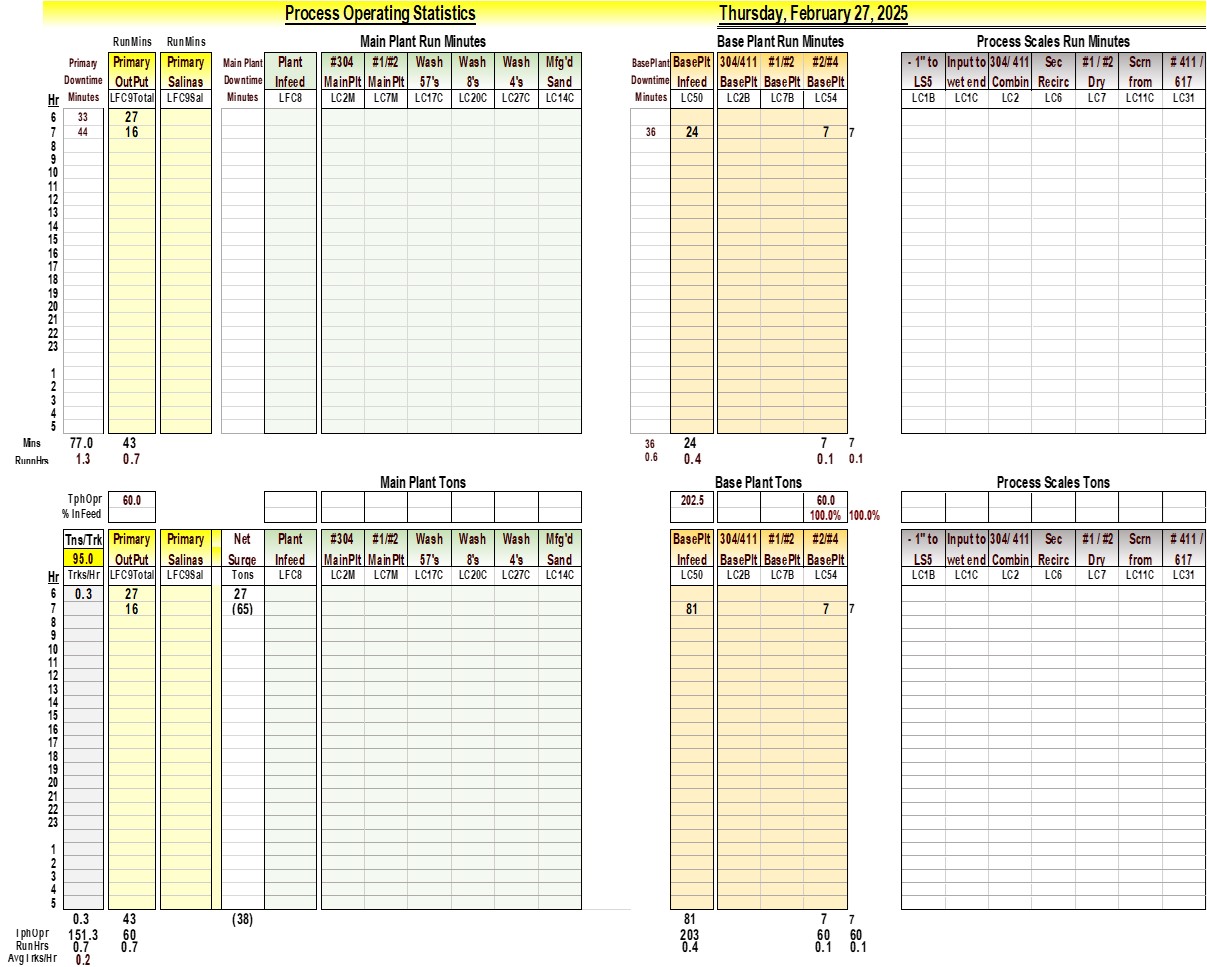 Process Operating Statistics Thursday, February 27, 2025
RunMins RunMins Main Plant Run Minutes Base Plant Run Minutes Process Scales Run Minutes
Primary Primary Primary Main Plant Plant #304 #1/#2 Wash Wash Wash Mfg'd BasePlant BasePlt 304/411 #1/#2 #2/#4 - 1" to Input to 304/ 411 Sec #1 / #2 Scrn # 411 /
Downtime OutPut Salinas Downtime Infeed MainPlt MainPlt 57's 8's 4's Sand Downtime Infeed BasePlt BasePlt BasePlt LS5 wet end Combin Recirc Dry from 617
Hr Minutes LFC9Total LFC9Sal Minutes LFC8 LC2M LC7M LC17C LC20C LC27C LC14C Minutes LC50 LC2B LC7B LC54 LC1B LC1C LC2 LC6 LC7 LC11C LC31
6 33 27
7 44 16 36 24 7 7
8
9
10
11
12
13
14
15
16
17
18
19
20
21
22
23
1
2
3
4
5
Mins 77.0 43 36 24 7 7
RunnHrs 1.3 0.7 0.6 0.4 0.1 0.1
Main Plant Tons Base Plant Tons Process Scales Tons
TphOpr 60.0 202.5 60.0
% InFeed 100.0% 100.0%
Tns/Trk Primary Primary Net Plant #304 #1/#2 Wash Wash Wash Mfg'd BasePlt 304/411 #1/#2 #2/#4 - 1" to Input to 304/ 411 Sec #1 / #2 Scrn # 411 /
95.0 OutPut Salinas Surge Infeed MainPlt MainPlt 57's 8's 4's Sand Infeed BasePlt BasePlt BasePlt LS5 wet end Combin Recirc Dry from 617
Hr Trks/Hr LFC9Total LFC9Sal Tons LFC8 LC2M LC7M LC17C LC20C LC27C LC14C LC50 LC2B LC7B LC54 LC1B LC1C LC2 LC6 LC7 LC11C LC31
6 0.3 27 27
7 16 (65) 81 7 7
8
9
10
11
12
13
14
15
16
17
18
19
20
21
22
23
1
2
3
4
5
0.3 43 (38) 81 7 7
TphOpr 151.3 60 203 60 60
RunHrs 0.7 0.7 0.4 0.1 0.1
AvgTrks/Hr 0.2